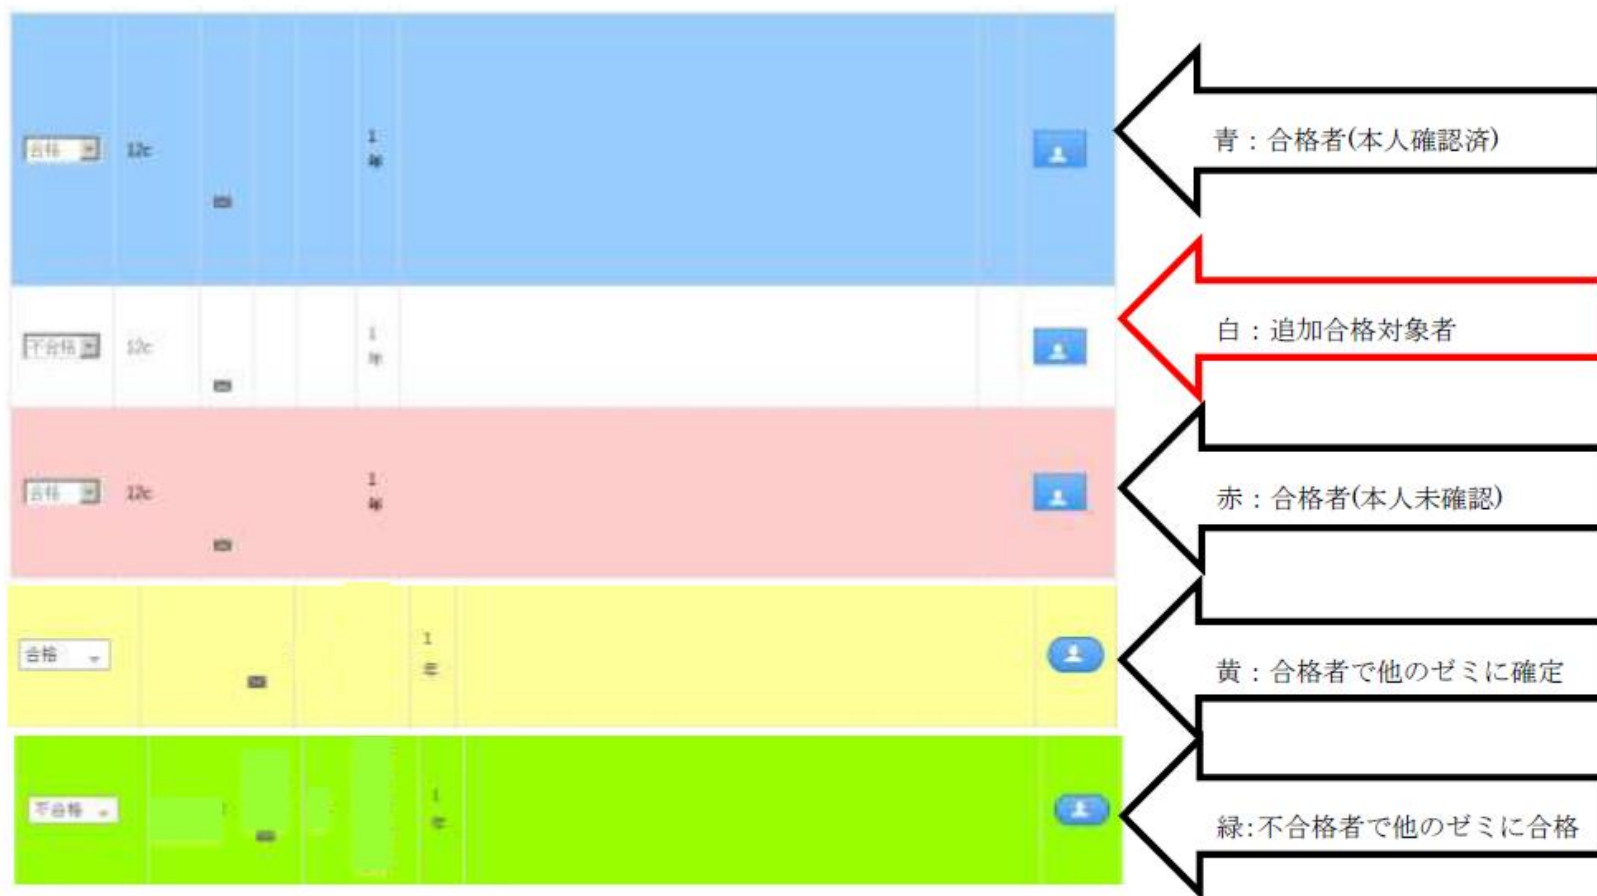 合格 12c 1
年
青：合格者(本人確認済)
不合格 12c 1
年
白：追加合格対象者
合格 12c 1
年
赤：合格者(本人未確認)
合格 1
年
黄：合格者で他のゼミに確定
不合格 1
年
緑:不合格者で他のゼミに合格